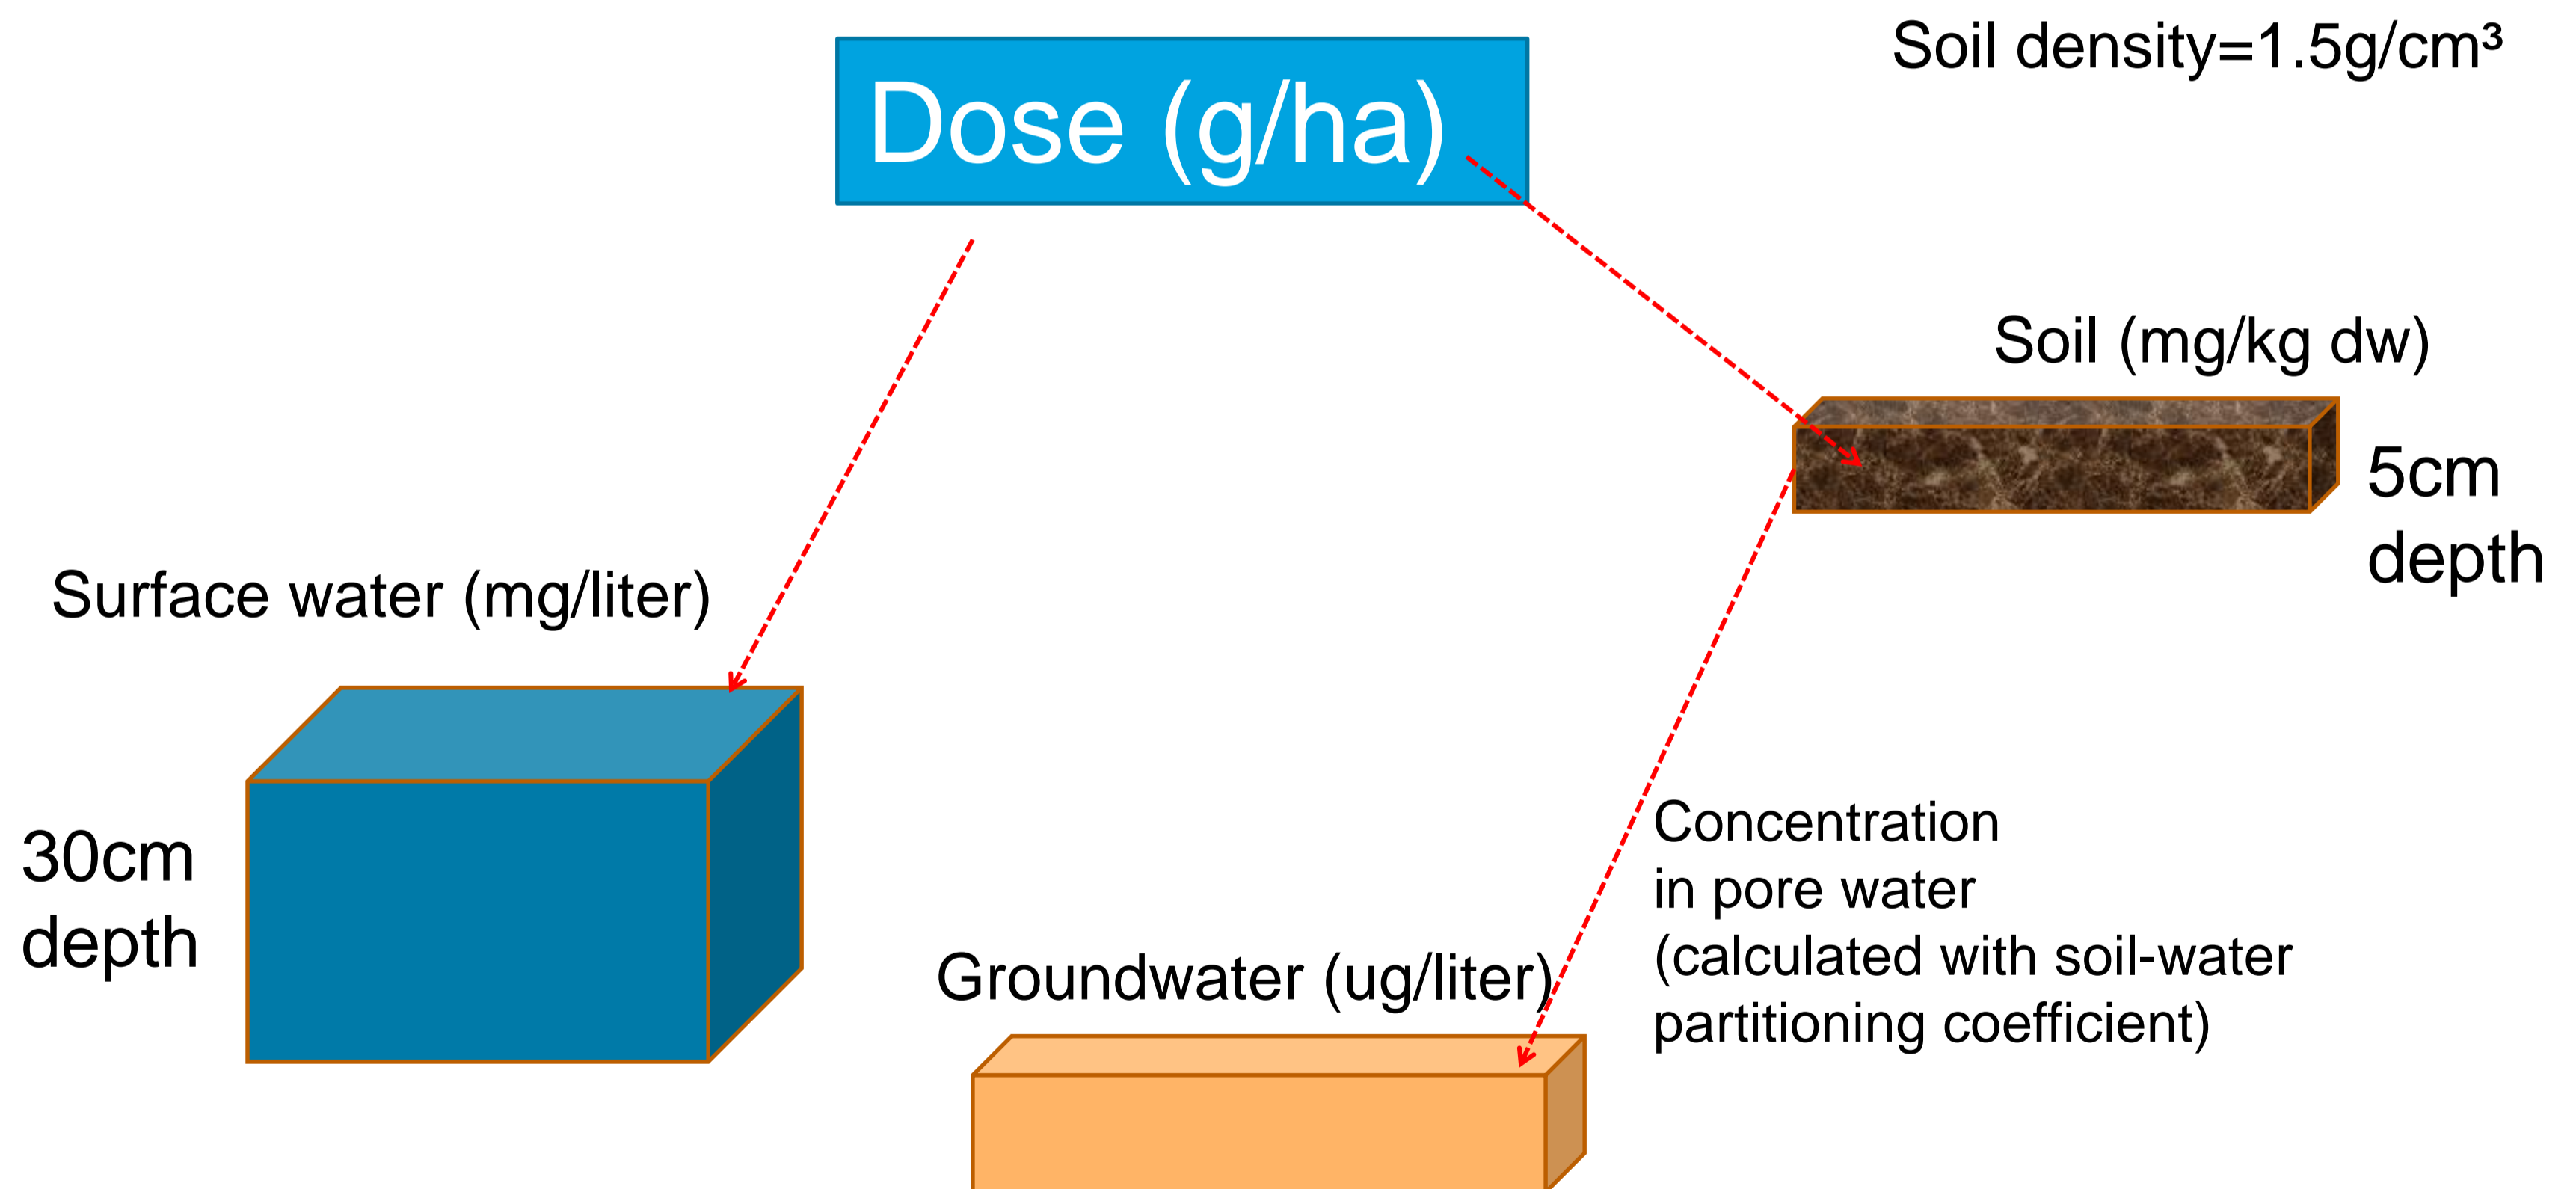 Soil density=1.5g/cm³
Dose (g/ha)
Soil (mg/kg dw)
5cm
depth
Surface water (mg/liter)
30cm
depth
Concentration
in pore water
(calculated with soil-water
partitioning coefficient)
Groundwater (ug/liter)